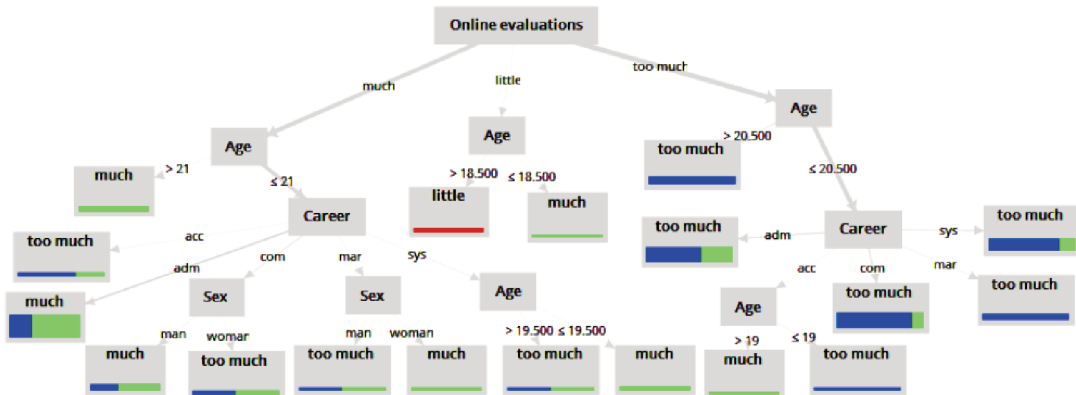 Online evaluations
much
little
too much
Age
Age
Age
> 21
≤ 21
> 18.500
≤ 18.500
> 20.500
≤ 20.500
much
little
much
too much
Career
Career
acc
adm
com
mar
sys
adm
acc
com
mar
sys
too much
much
Sex
Sex
Age
too much
Age
too much
too much
too much
man
womar
man
woman
> 19.500
≤ 19.500
> 19
≤ 19
much
too much
too much
much
too much
much
much
too much